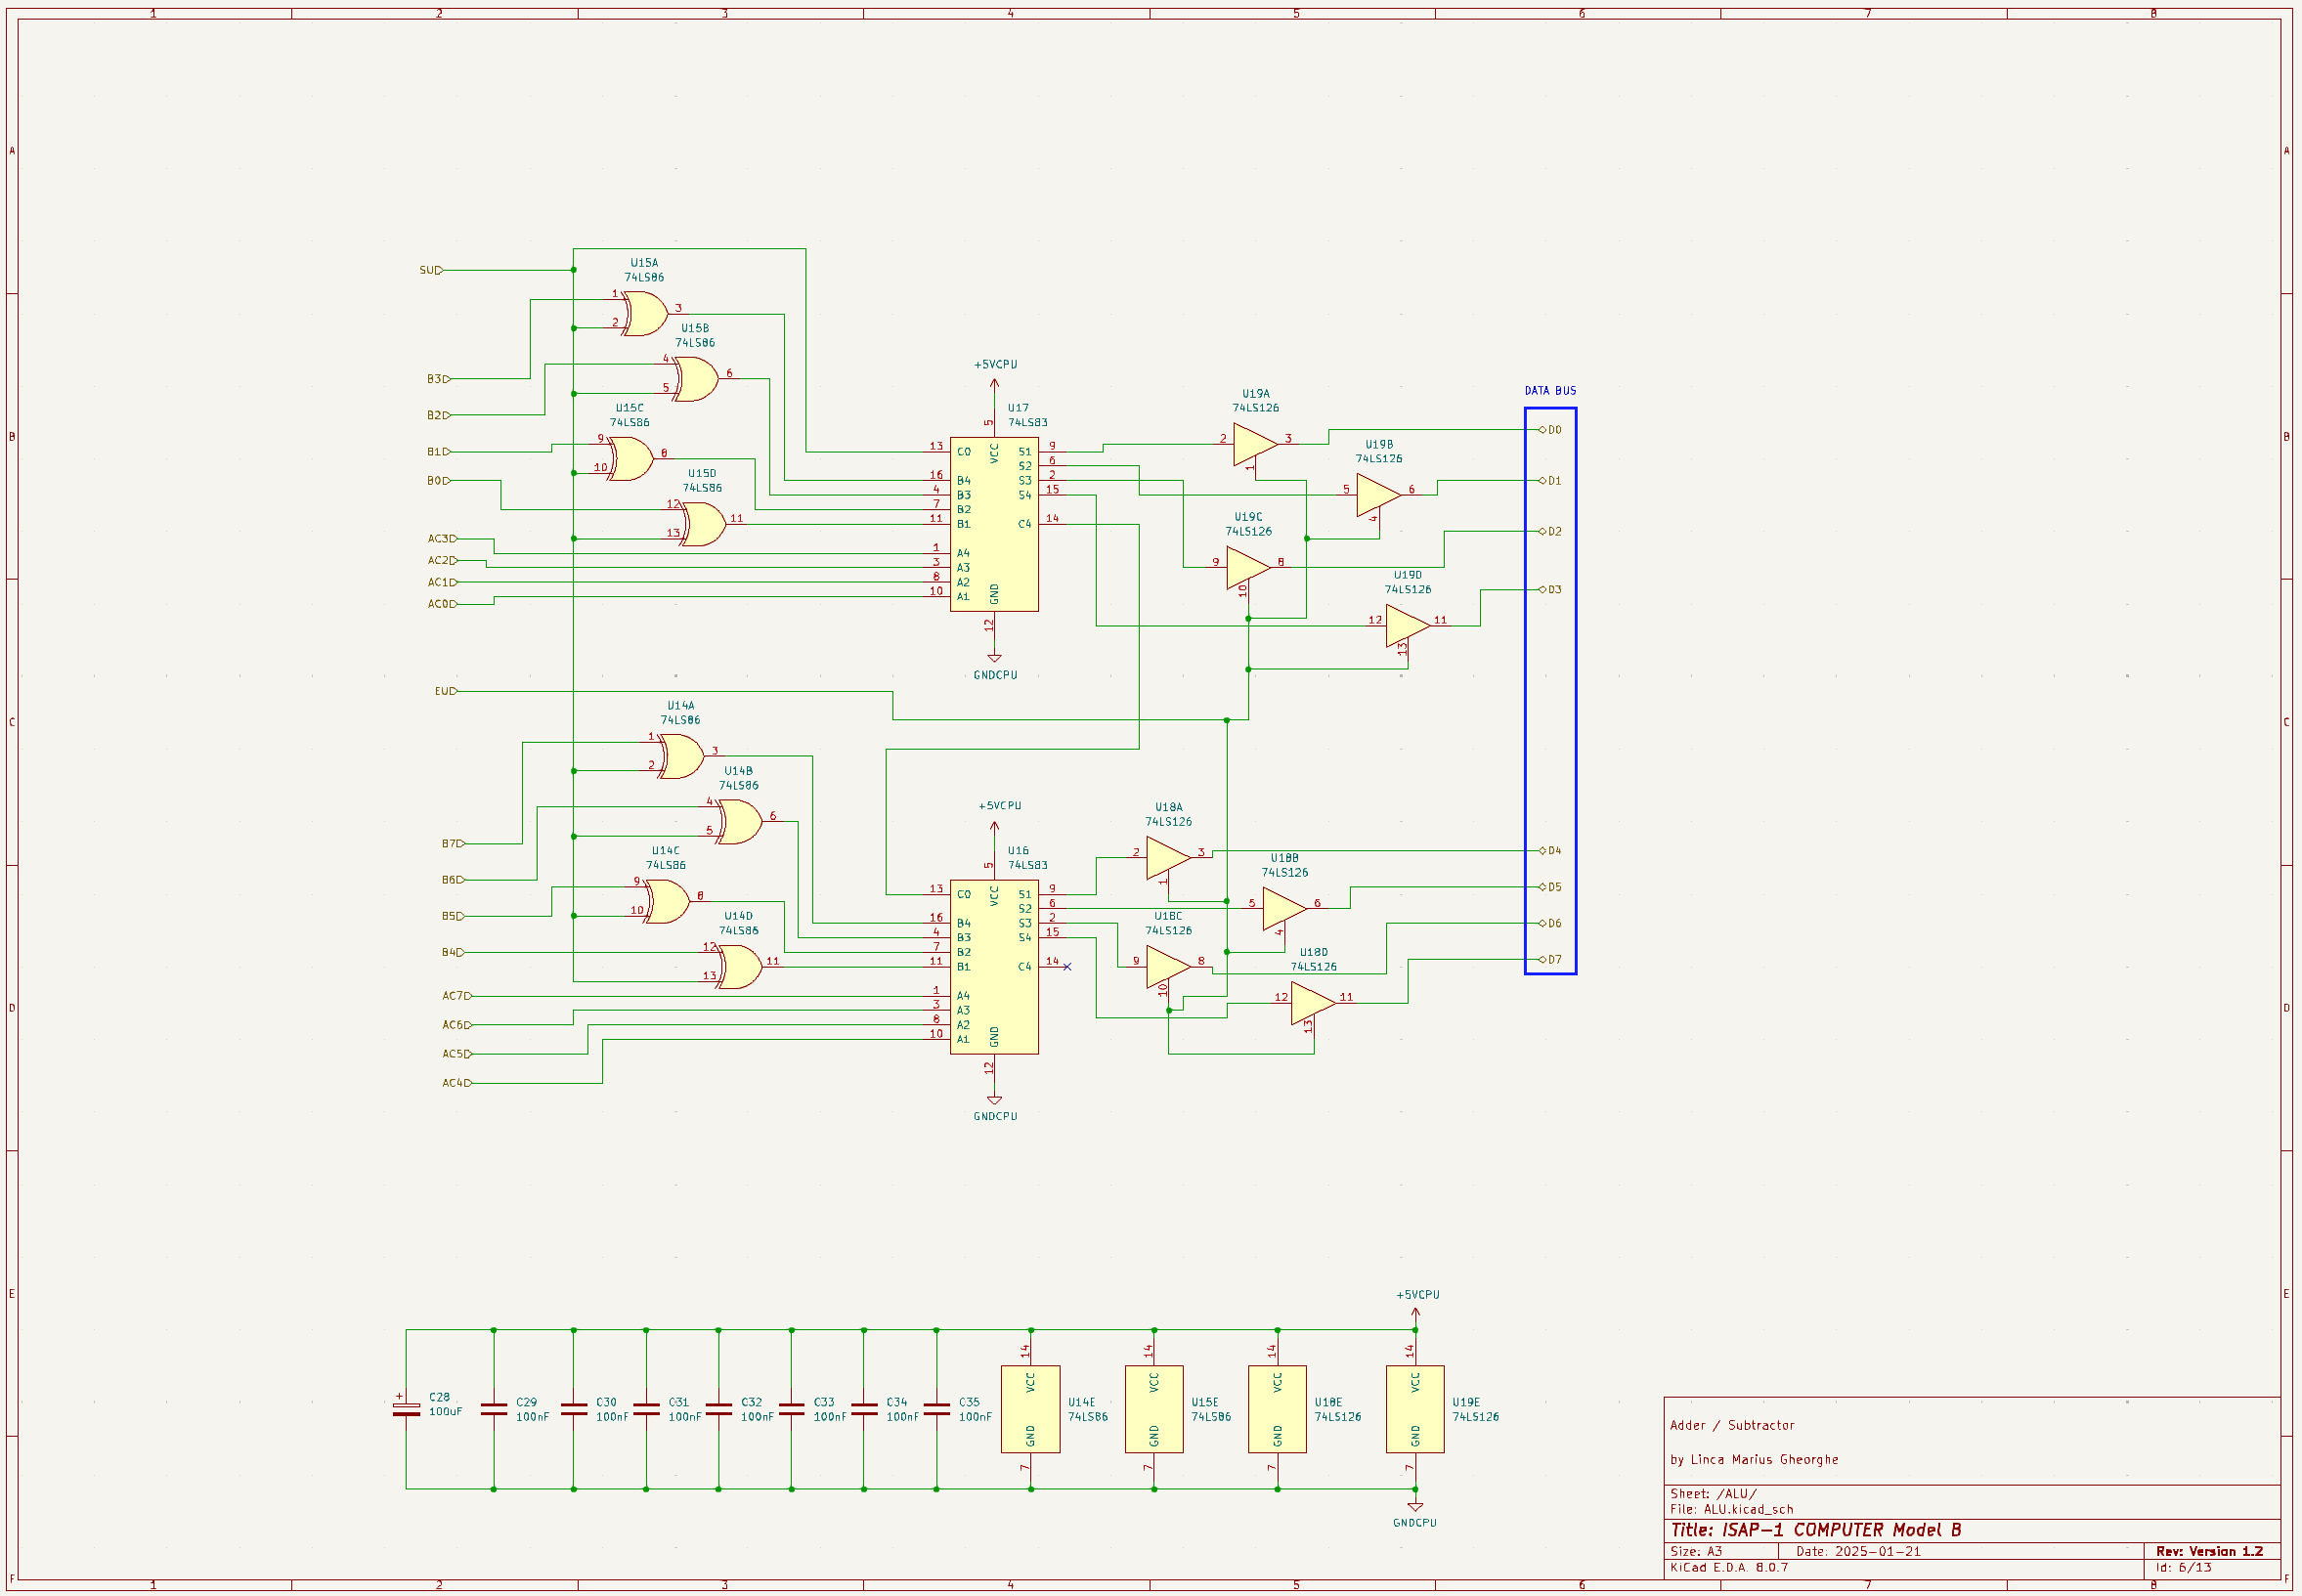 1 2 3 4 5 6 7 8
A A
B B
C C
D D
E E
F F
SU
U15A
74LS86
1
2
3
U15B
74LS86
4
5
6
B3
B2
U15C
74LS86
9
10
8
B1
B0
U15D
74LS86
12
13
11
AC3
AC2
AC1
AC0
+5VCPU
U17
74LS83
5
VCC
13 C0
16 B4
4 B3
7 B2
11 B1
1 A4
3 A3
8 A2
10 A1
S1 9
S2 6
S3 2
S4 15
C4 14
GND
12
GNDCPU
U19A
74LS126
2
3
1
U19B
74LS126
5
6
4
U19C
74LS126
9
8
10
U19D
74LS126
12
11
13
DATA BUS
D0
D1
D2
D3
D4
D5
D6
D7
EU
U14A
74LS86
1
2
3
U14B
74LS86
4
5
6
B7
B6
U14C
74LS86
9
10
8
B5
U14D
74LS86
12
13
11
B4
AC7
AC6
AC5
AC4
+5VCPU
U16
74LS83
5
VCC
13 C0
16 B4
4 B3
7 B2
11 B1
1 A4
3 A3
8 A2
10 A1
S1 9
S2 6
S3 2
S4 15
C4 14
GND
12
GNDCPU
U18A
74LS126
2
3
1
U18B
74LS126
5
6
4
U18C
74LS126
9
8
10
U18D
74LS126
12
11
13
+5VCPU
+
C28
100uF
C29
100nF
C30
100nF
C31
100nF
C32
100nF
C33
100nF
C34
100nF
C35
100nF
14
VCC
U14E
74LS86
GND
7
14
VCC
U15E
74LS86
GND
7
14
VCC
U18E
74LS126
GND
7
14
VCC
U19E
74LS126
GND
7
GNDCPU
Adder / Subtractor
by Linca Marius Gheorghe
Sheet: /ALU/
File: ALU.kicad_sch
Title: ISAP-1 COMPUTER Model B
Size: A3 Date: 2025-01-21 Rev: Version 1.2
KiCad E.D.A. 8.0.7 Id: 6/13
1 2 3 4 5 6 7 8